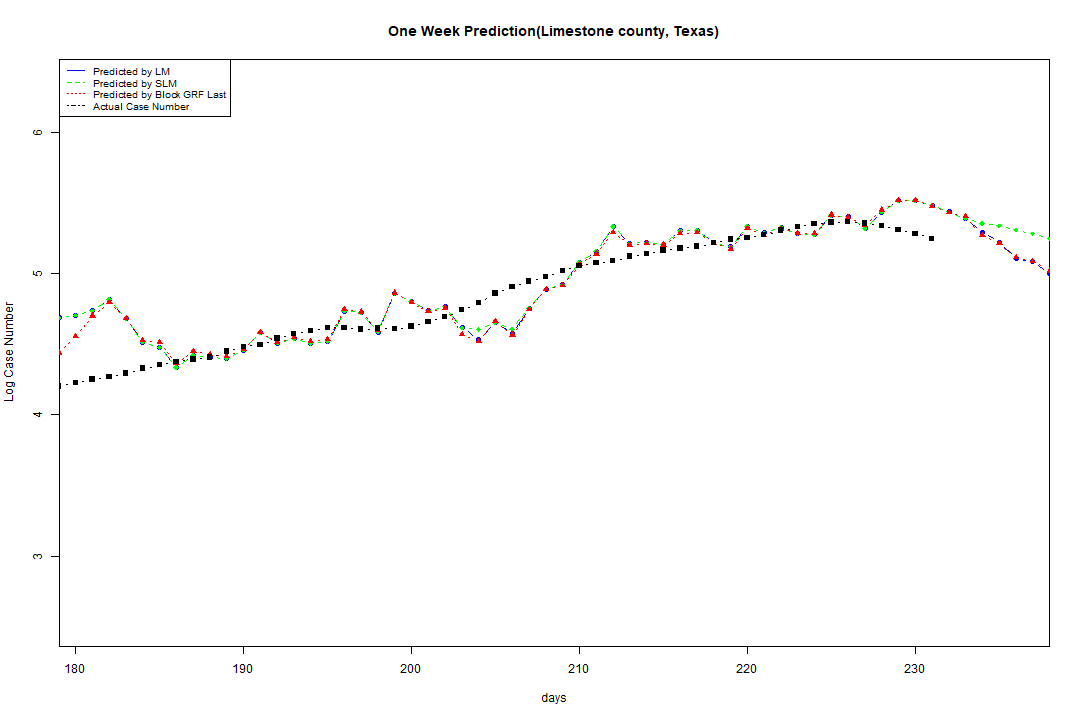 One Week Prediction(Limestone county, Texas)
Predicted by LM
Predicted by SLM
Predicted by Block GRF Last
Actual Case Number
6
5
4
3
Log Case Number
180 190 200 210 220 230
days